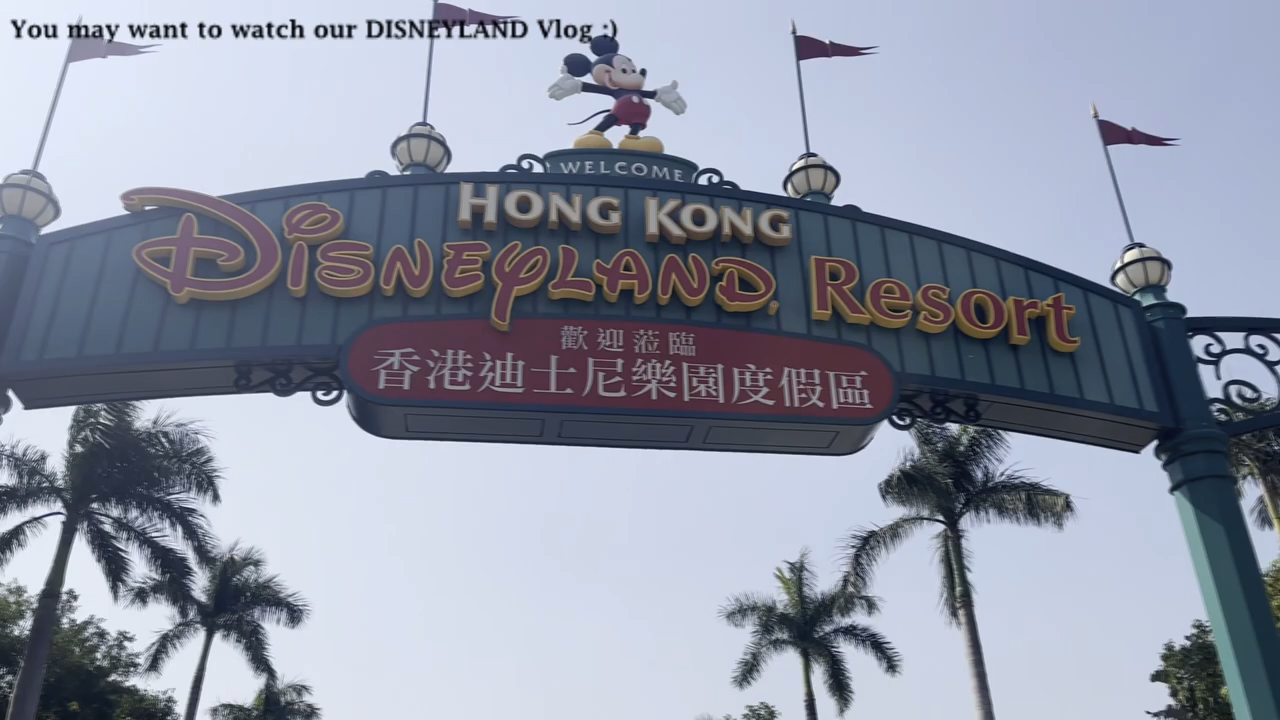 You may want to watch our DISNEYLAND Vlog :)
WELCOME
HONG KONG
DISNEYLAND, Resort
歡迎蒞臨
香港迪士尼樂園度假區